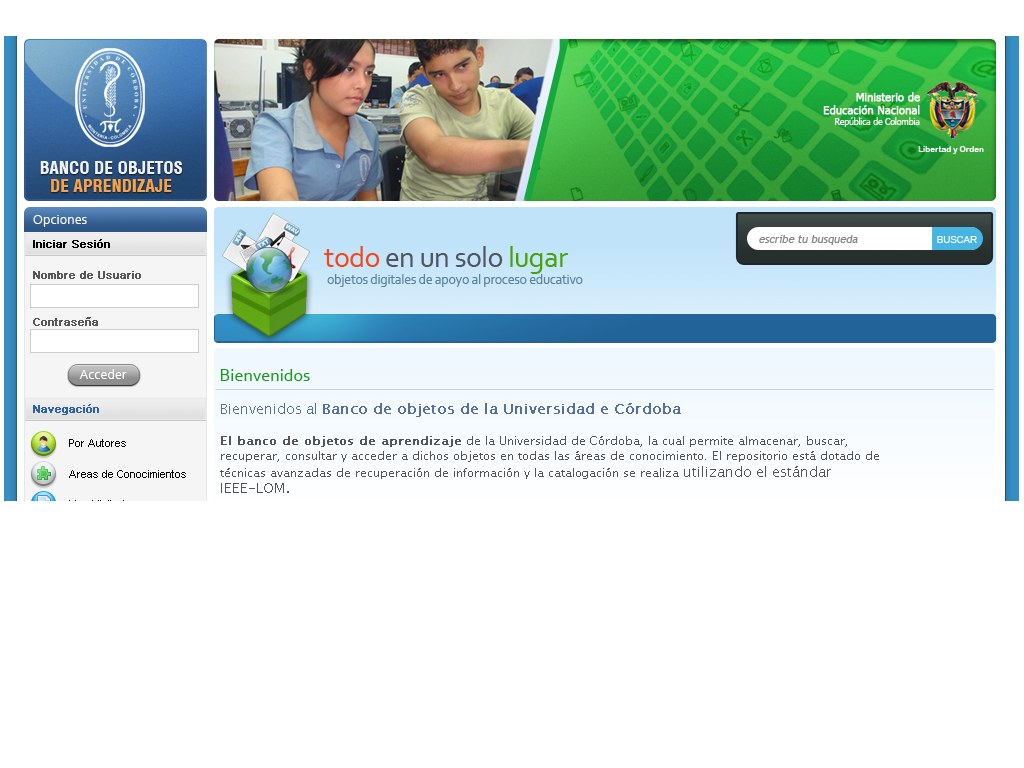 UNIVERSIDAD DE CORDOBA
MONTERIA - COLOMBIA
BANCO DE OBJETOS
DE APRENDIZAJE
Ministerio de
Educación Nacional
República de Colombia
Libertad y Orden
Opciones
Iniciar Sesión
Nombre de Usuario
Contraseña
Acceder
Navegación
Por Autores
Areas de Conocimientos
XML
TXT
WAV
todo en un solo lugar
objetos digitales de apoyo al proceso educativo
escribe tu busqueda
BUSCAR
Bienvenidos
Bienvenidos al Banco de objetos de la Universidad e Córdoba
El banco de objetos de aprendizaje de la Universidad de Córdoba, la cual permite almacenar, buscar,
recuperar, consultar y acceder a dichos objetos en todas las áreas de conocimiento. El repositorio está dotado de
técnicas avanzadas de recuperación de información y la catalogación se realiza utilizando el estándar
IEEE-LOM.